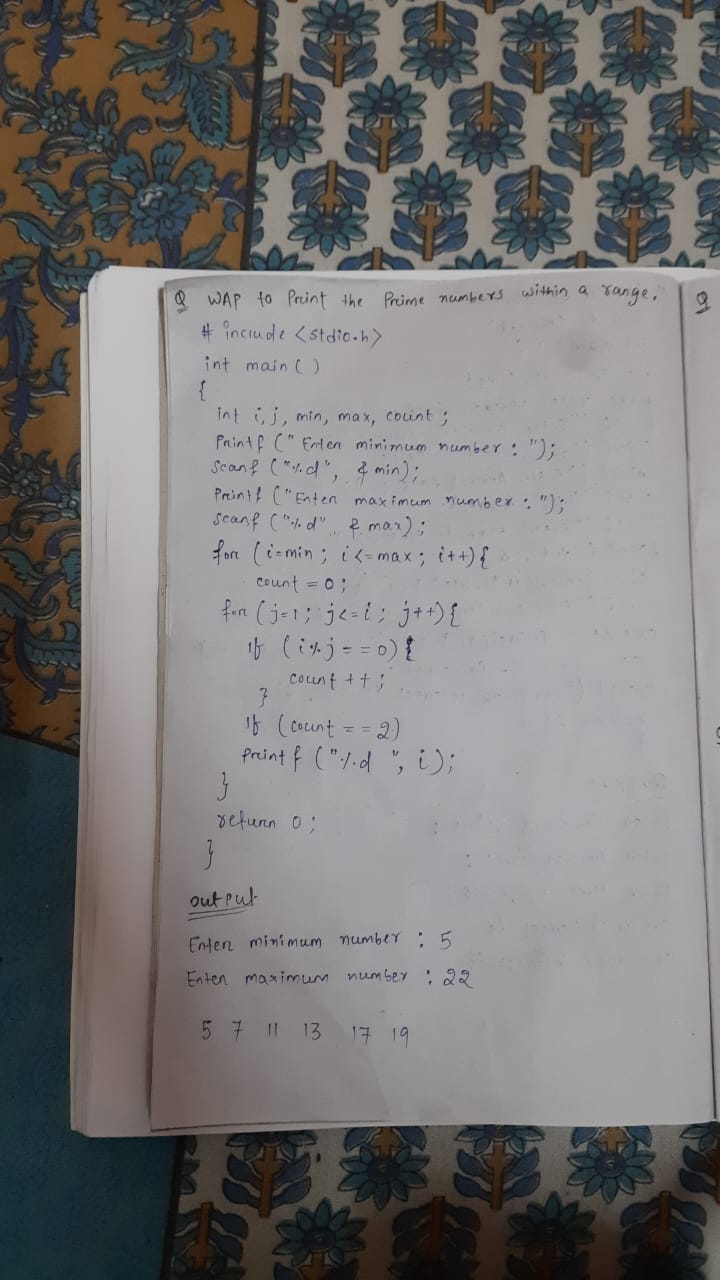 Q WAP to Print the Prime numbers within a range.
# include <stdio.h>
int main ( )
{
int i, j, min, max, count ;
Printf (" Enter minimum number : ");
Scanf ("%d", & min);
Printf ("Enter maximum number : ");
Scanf ("%d", & max);
for (i=min ; i <= max ; i++) {
count = 0 ;
for (j=1 ; j<=i ; j++) {
if (i%j == 0) {
count ++ ;
}
if (count == 2)
Printf ("%d ", i);
}
return 0 ;
}
output
Enter minimum number : 5
Enter maximum number : 22
5 7 11 13 17 19
Q